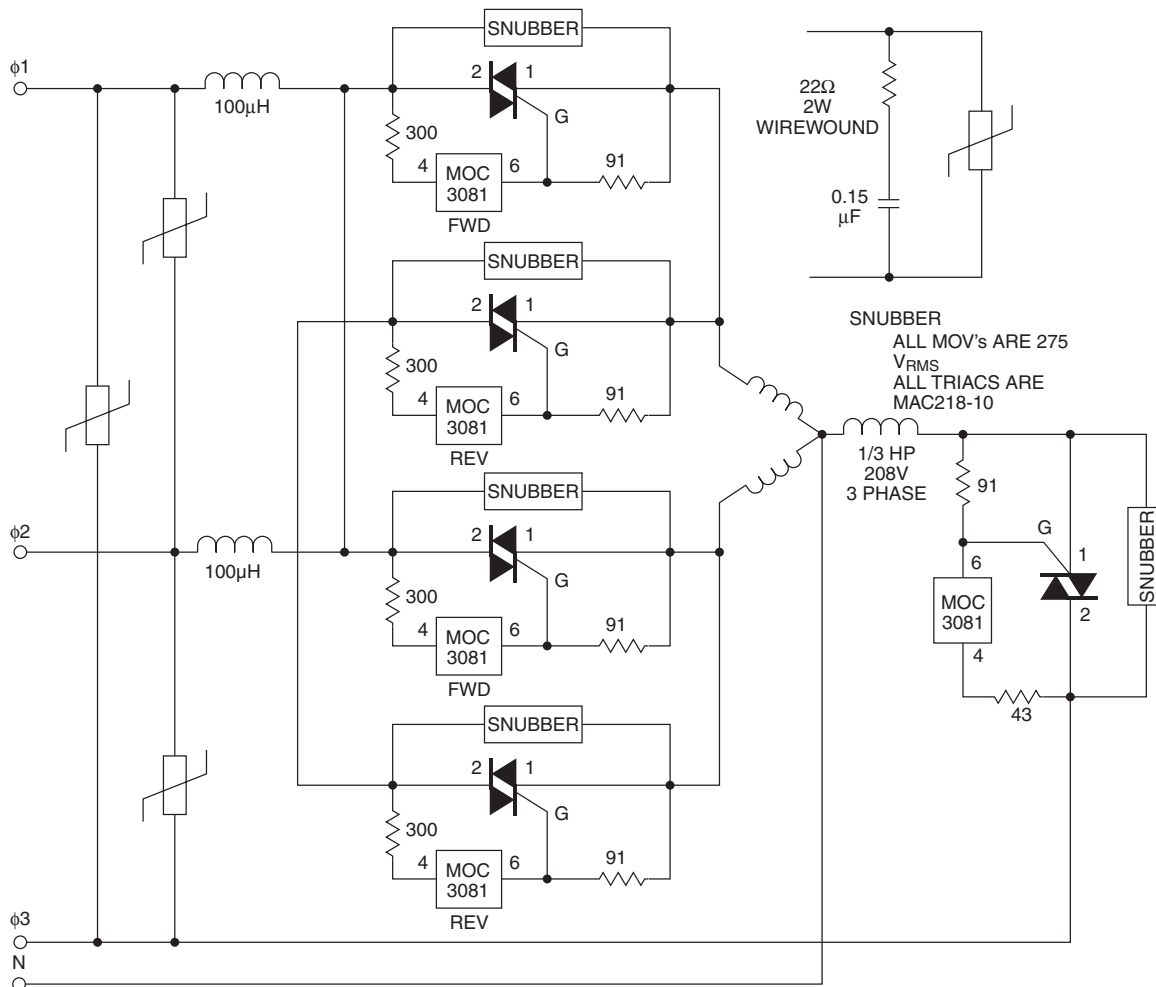 SNUBBER
ϕ1
100μH
2 1
G
300
4 MOC 3081 6
91
FWD
22Ω
2W
WIREWOUND
0.15
μF
SNUBBER
2 1
G
300
4 MOC 3081 6
91
REV
SNUBBER
ALL MOV's ARE 275
VRMS
ALL TRIACS ARE
MAC218-10
1/3 HP
208V
3 PHASE
SNUBBER
ϕ2
100μH
2 1
G
300
4 MOC 3081 6
91
FWD
91
G
1
2
6
MOC
3081
4
43
SNUBBER
SNUBBER
2 1
G
300
4 MOC 3081 6
91
REV
ϕ3
N